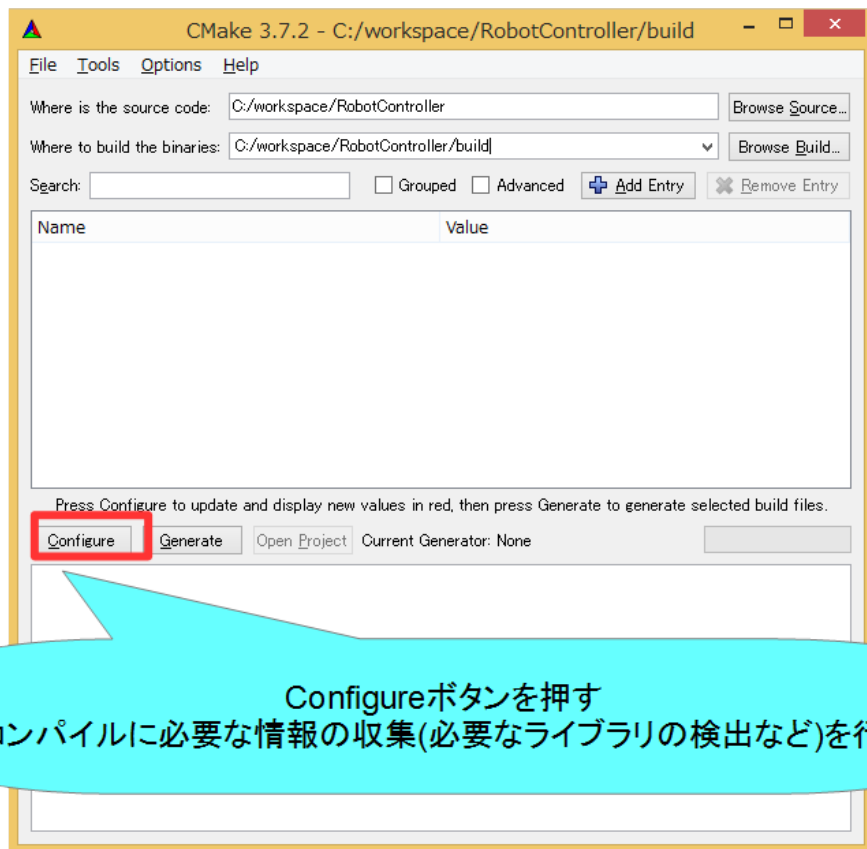 CMake 3.7.2 - C:/workspace/RobotController/build
File Tools Options Help
Where is the source code: C:/workspace/RobotController Browse Source...
Where to build the binaries: C:/workspace/RobotController/build Browse Build...
Search: Grouped Advanced Add Entry Remove Entry
Name Value
Press Configure to update and display new values in red, then press Generate to generate selected build files.
Configure Generate Open Project Current Generator: None
Configureボタンを押す
コンパイルに必要な情報の収集(必要なライブラリの検出など)を行